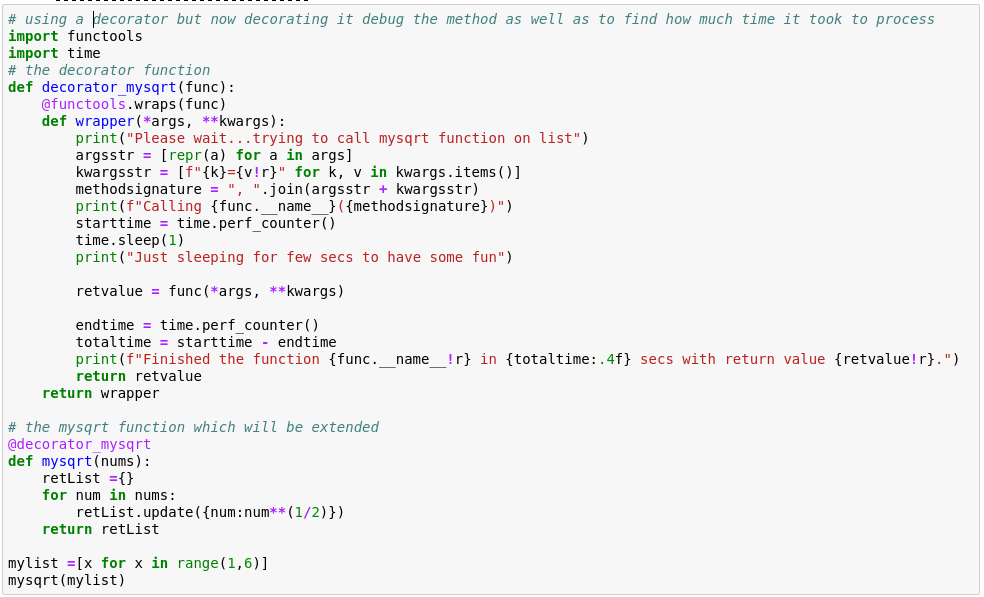 # using a decorator but now decorating it debug the method as well as to find how much time it took to process
import functools
import time
# the decorator function
def decorator_mysqrt(func):
    @functools.wraps(func)
    def wrapper(*args, **kwargs):
        print("Please wait...trying to call mysqrt function on list")
        argsstr = [repr(a) for a in args]
        kwargsstr = [f"{k}={v!r}" for k, v in kwargs.items()]
        methodsignature = ", ".join(argsstr + kwargsstr)
        print(f"Calling {func.__name__}({methodsignature})")
        starttime = time.perf_counter()
        time.sleep(1)
        print("Just sleeping for few secs to have some fun")
        retvalue = func(*args, **kwargs)
        endtime = time.perf_counter()
        totaltime = starttime - endtime
        print(f"Finished the function {func.__name__!r} in {totaltime:.4f} secs with return value {retvalue!r}.")
        return retvalue
    return wrapper
# the mysqrt function which will be extended
@decorator_mysqrt
def mysqrt(nums):
    retList ={}
    for num in nums:
        retList.update({num:num**(1/2)})
    return retList
mylist =[x for x in range(1,6)]
mysqrt(mylist)